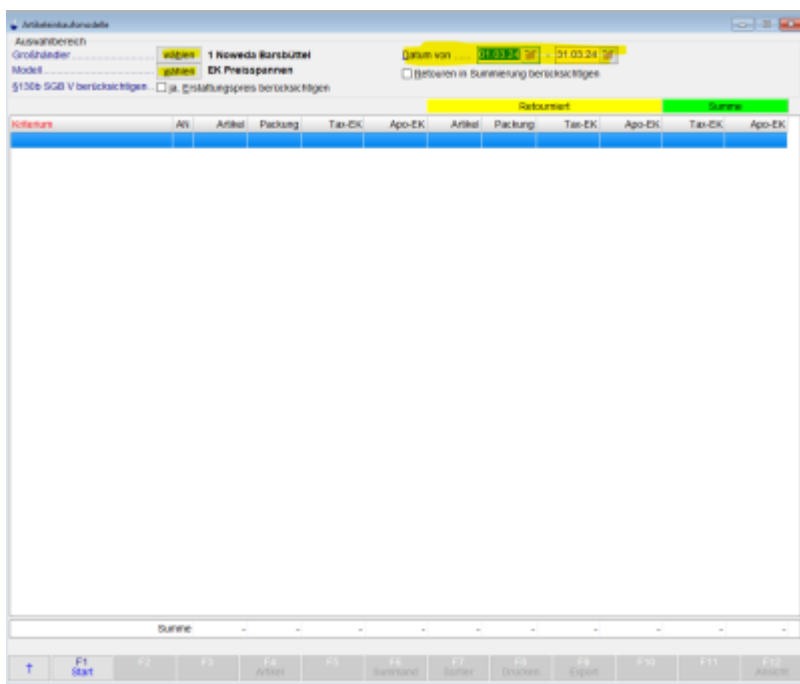 Artikeleinkaufsmodelle
Auswahlbereich
Großhändler wählen 1 Noweda Barsbüttel Datum von 01.03.24 - 31.03.24
Modell wählen EK Preisspannen Retouren in Summierung berücksichtigen
§130b SGB V berücksichtigen ja, Erstattungspreis berücksichtigen
Retourniert Summe
Kriterium AN Artikel Packung Tax-EK Apo-EK Artikel Packung Tax-EK Apo-EK Tax-EK Apo-EK
Summe - - - - - - - - - -
↑ F1 F2 F3 F4 F5 F6 F7 F8 F9 F10 F11 F12
Start Artikel Summand Sortier Drucken Export Ansicht